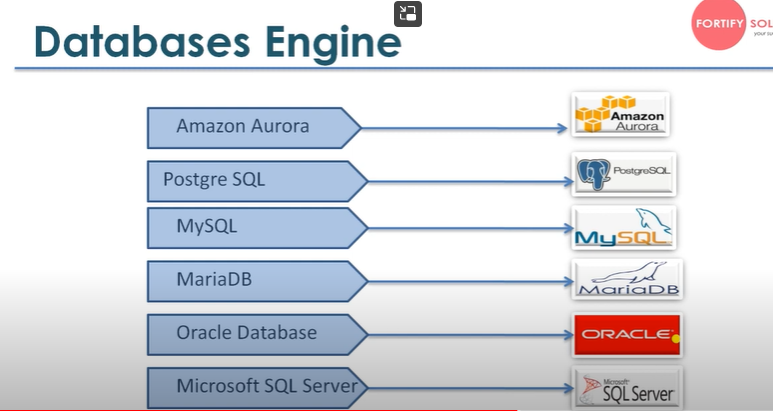 Databases Engine
FORTIFY SOL
your su
Amazon Aurora
Amazon
Aurora
Postgre SQL
PostgreSQL
MySQL
MySQL
MariaDB
MariaDB
Oracle Database
ORACLE
Microsoft SQL Server
Microsoft
SQL Server